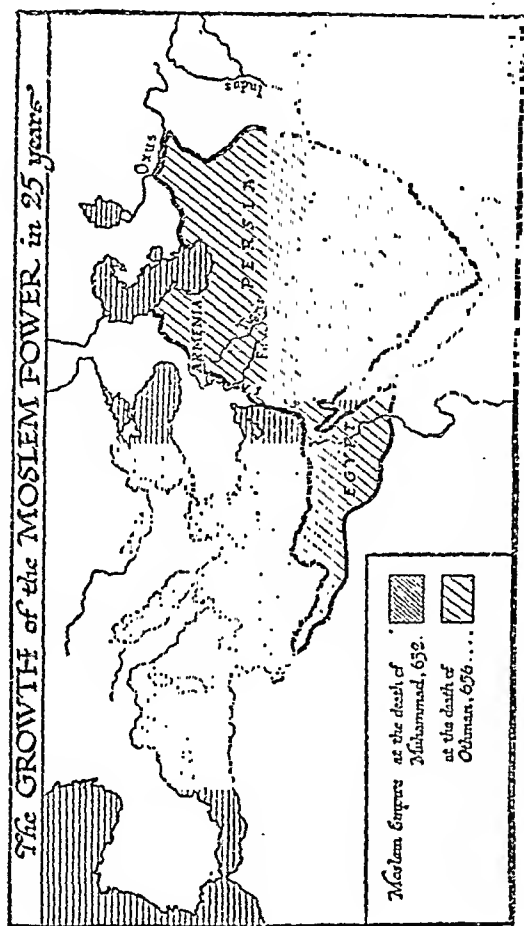 The GROWTH of the MOSLEM POWER in 25 years
Oxus
Indus
ARMENIA
PERSIA
EGYPT
Moslem Empire at the death of
Muhammad, 632.
at the death of
Othman, 656....